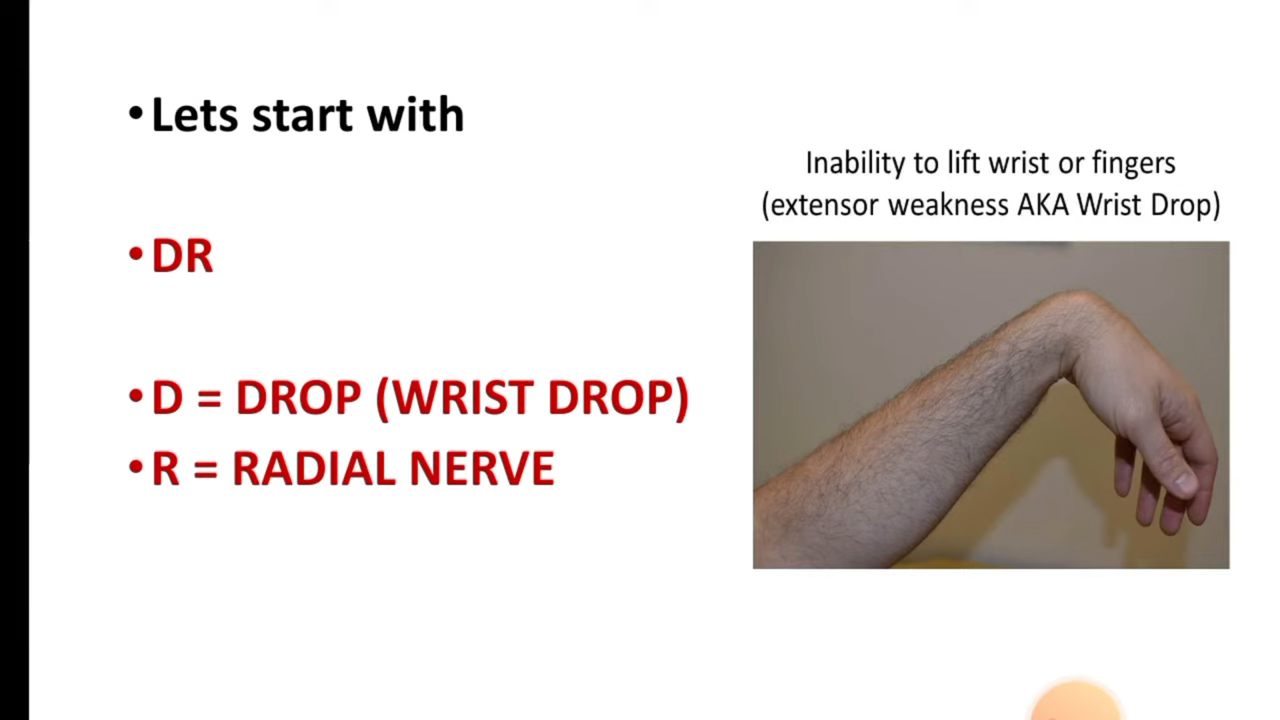 •Lets start with
•DR
•D = DROP (WRIST DROP)
•R = RADIAL NERVE
Inability to lift wrist or fingers
(extensor weakness AKA Wrist Drop)